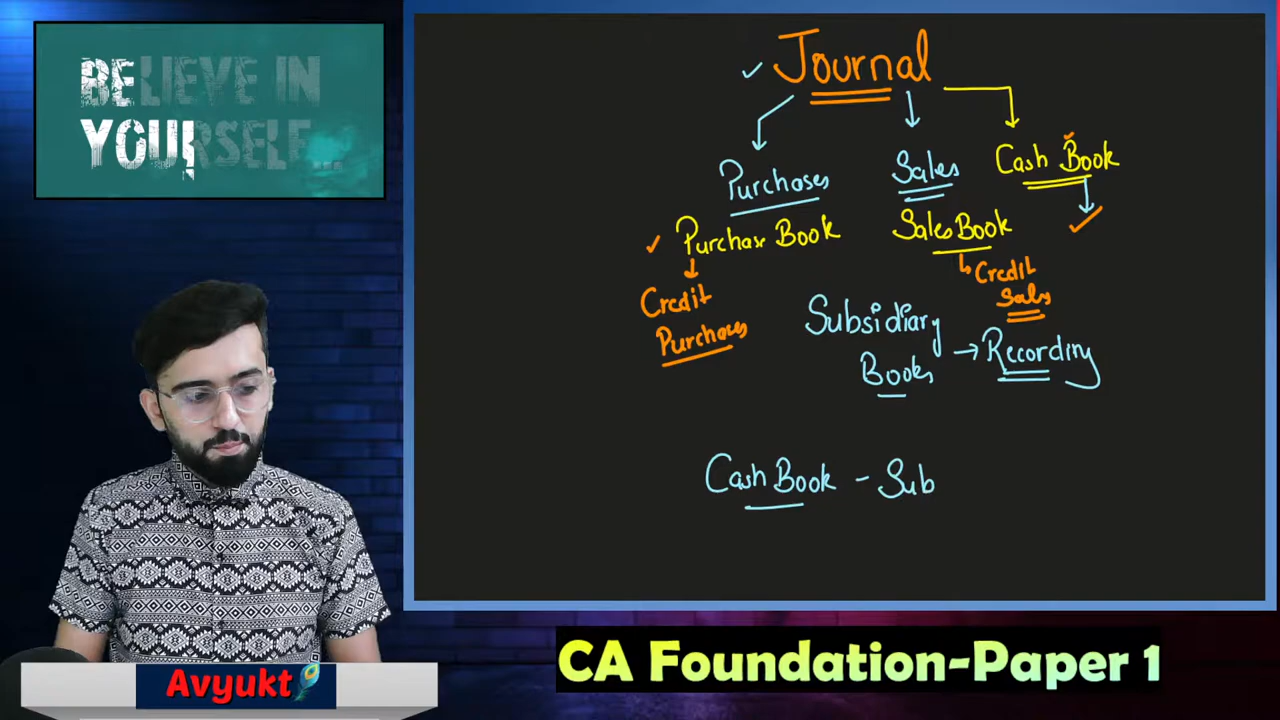 BELIEVE IN
YOURSELF...
Journal
Purchases
Sales
Cash Book
Purchase Book
Sales Book
Credit
Purchases
Credit
Sales
Subsidiary
Books
Recording
Cash Book - Sub
Avyukt
CA Foundation-Paper 1